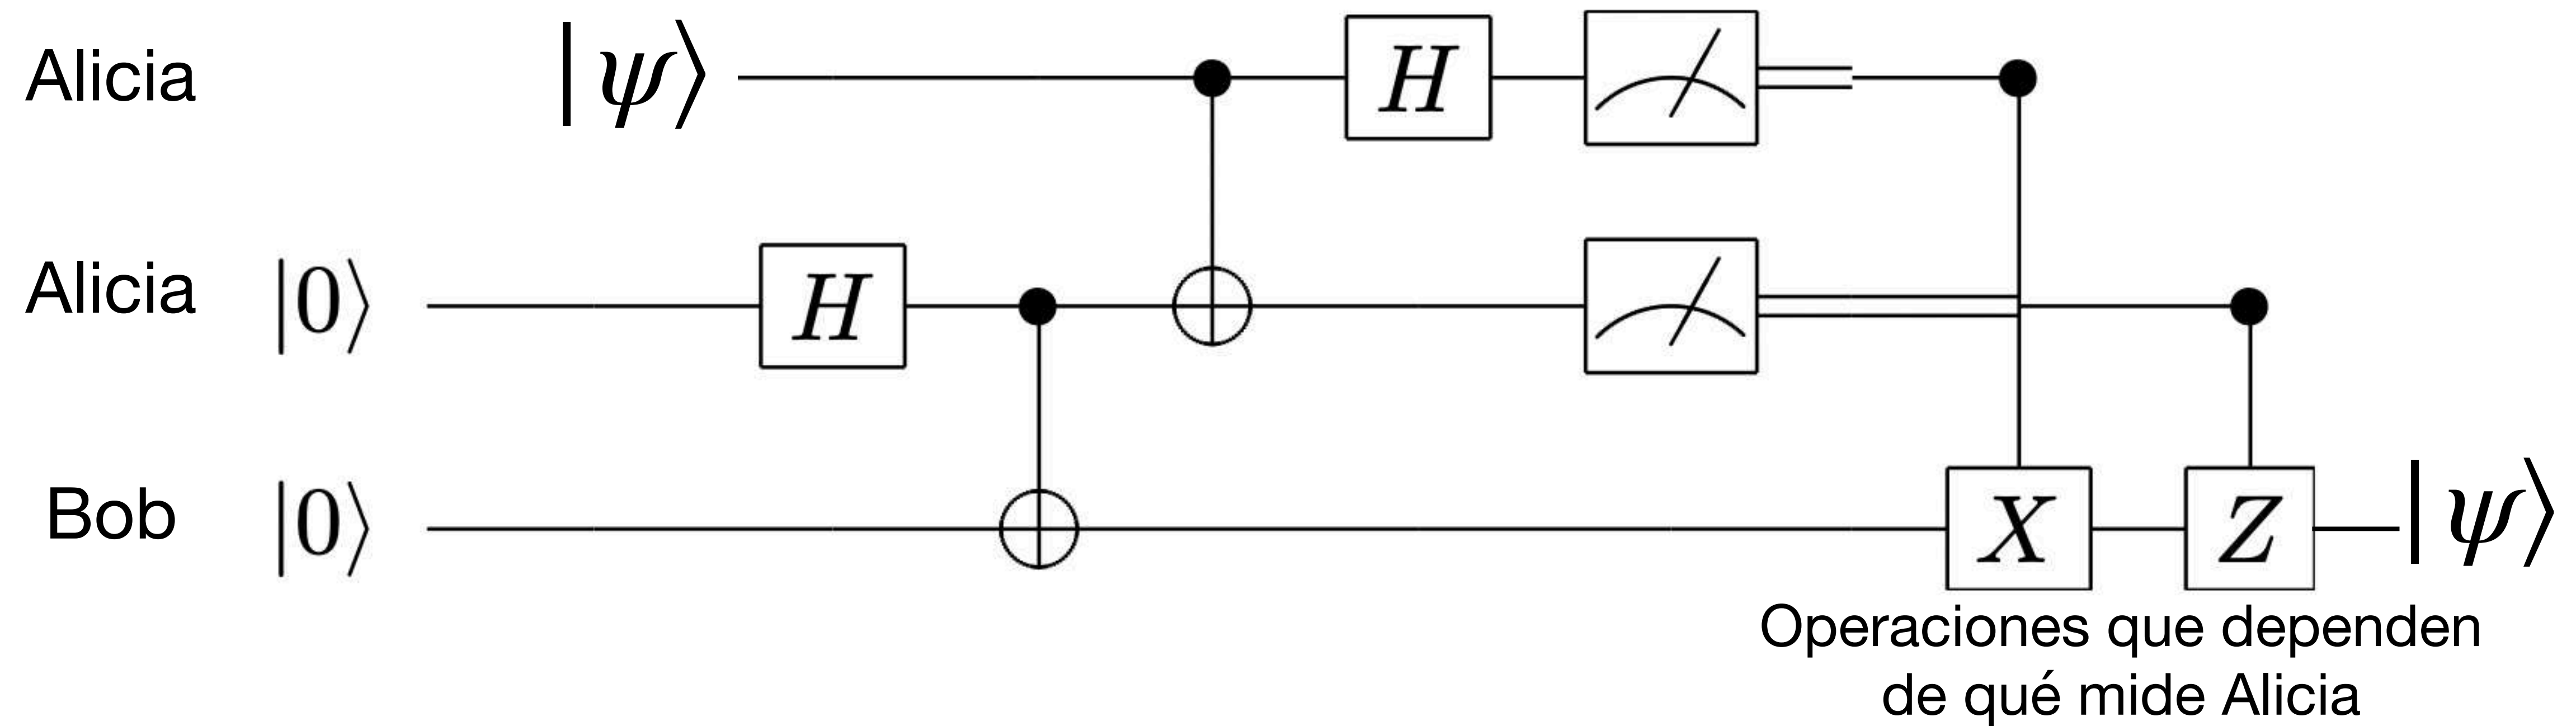 Alicia |ψ⟩ H
Alicia |0⟩ H
Bob |0⟩ X Z |ψ⟩
Operaciones que dependen
de qué mide Alicia